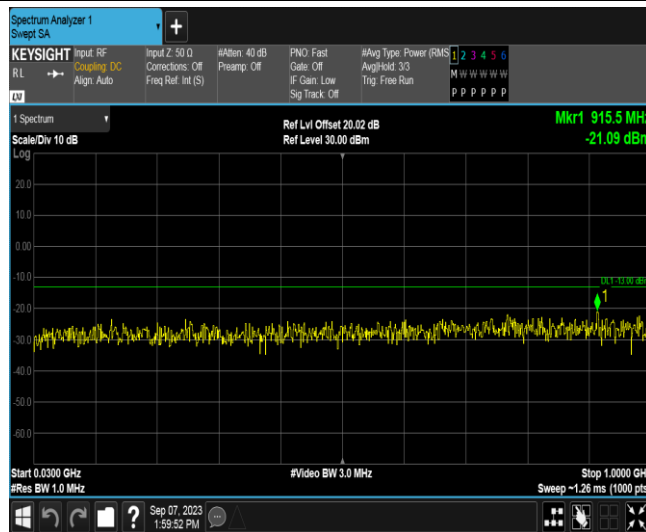 Spectrum Analyzer 1
Swept SA
+
KEYSIGHT
RL
LXI
Input: RF
Coupling: DC
Align: Auto
Input Z: 50 Ω
Corrections: Off
Freq Ref: Int (S)
#Atten: 40 dB
Preamp: Off
PNO: Fast
Gate: Off
IF Gain: Low
Sig Track: Off
#Avg Type: Power (RMS
Avg|Hold: 3/3
Trig: Free Run
1 2 3 4 5 6
M W W W W W
P P P P P P
1 Spectrum
Scale/Div 10 dB
Log
Ref Lvl Offset 20.02 dB
Ref Level 30.00 dBm
Mkr1 915.5 MHz
-21.09 dBm
20.0
10.0
0.00
-10.0
DL1 -13.00 dBm
1
-20.0
-30.0
-40.0
-50.0
-60.0
Start 0.0300 GHz
#Res BW 1.0 MHz
#Video BW 3.0 MHz
Stop 1.0000 GH
Sweep ~1.26 ms (1000 pts
?
Sep 07, 2023
1:59:52 PM